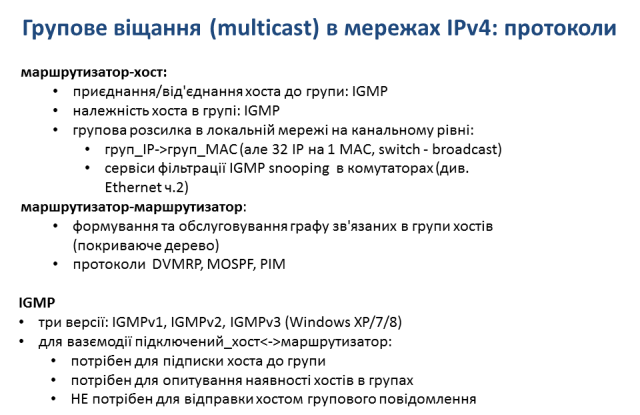 Групове віщання (multicast) в мережах IPv4: протоколи
маршрутизатор-хост:
• приєднання/від'єднання хоста до групи: IGMP
• належність хоста в групі: IGMP
• групова розсилка в локальній мережі на канальному рівні:
• груп_IP->груп_MAC (але 32 IP на 1 MAC, switch - broadcast)
• сервіси фільтрації IGMP snooping в комутаторах (див.
Ethernet ч.2)
маршрутизатор-маршрутизатор:
• формування та обслуговування графу зв'язаних в групи хостів
(покриваюче дерево)
• протоколи DVMRP, MOSPF, PIM
IGMP
• три версії: IGMPv1, IGMPv2, IGMPv3 (Windows XP/7/8)
• для вазємодії підключений_хост<->маршрутизатор:
• потрібен для підписки хоста до групи
• потрібен для опитування наявності хостів в групах
• НЕ потрібен для відправки хостом групового повідомлення